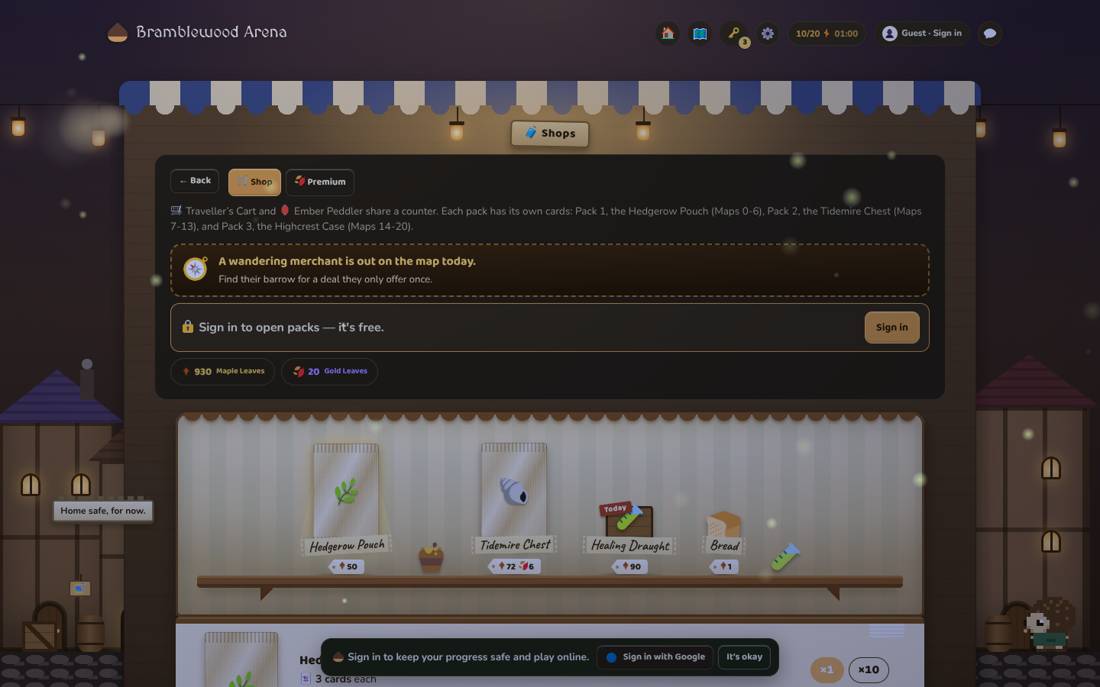 Bramblewood Arena
3
10/20 01:00
Guest · Sign in
Shops
← Back
Shop
Premium
Traveller's Cart and Ember Peddler share a counter. Each pack has its own cards: Pack 1, the Hedgerow Pouch (Maps 0-6), Pack 2, the Tidemire Chest (Maps
7-13), and Pack 3, the Highcrest Case (Maps 14-20).
A wandering merchant is out on the map today.
Find their barrow for a deal they only offer once.
Sign in to open packs — it's free.
Sign in
930 Maple Leaves
20 Gold Leaves
Home safe, for now.
Today
Hedgerow Pouch
Tidemire Chest
Healing Draught
Bread
50
72 6
90
1
Hed
3 cards each
×1
×10
Sign in to keep your progress safe and play online.
Sign in with Google
It's okay